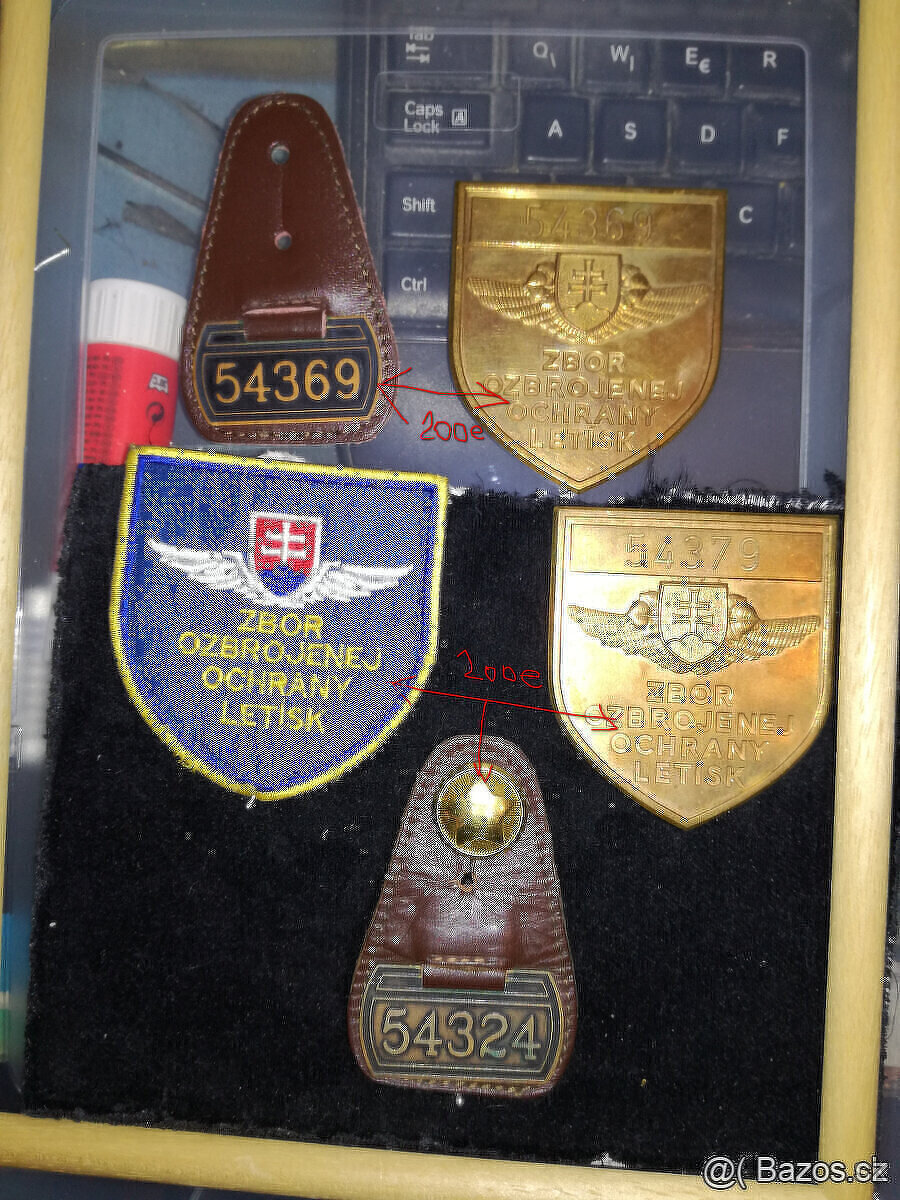 Tab
Q \
W |
E €
R
Caps
Lock A
A
S
D
F
Shift
C
Ctrl
54369
54369
ZBOR
OZBROJENEJ
OCHRANY
LETÍSK
200e
ZBOR
OZBROJENEJ
OCHRANY
LETÍSK
54379
ZBOR
OZBROJENEJ
OCHRANY
LETÍSK
200e
54324
@( Bazos.cz